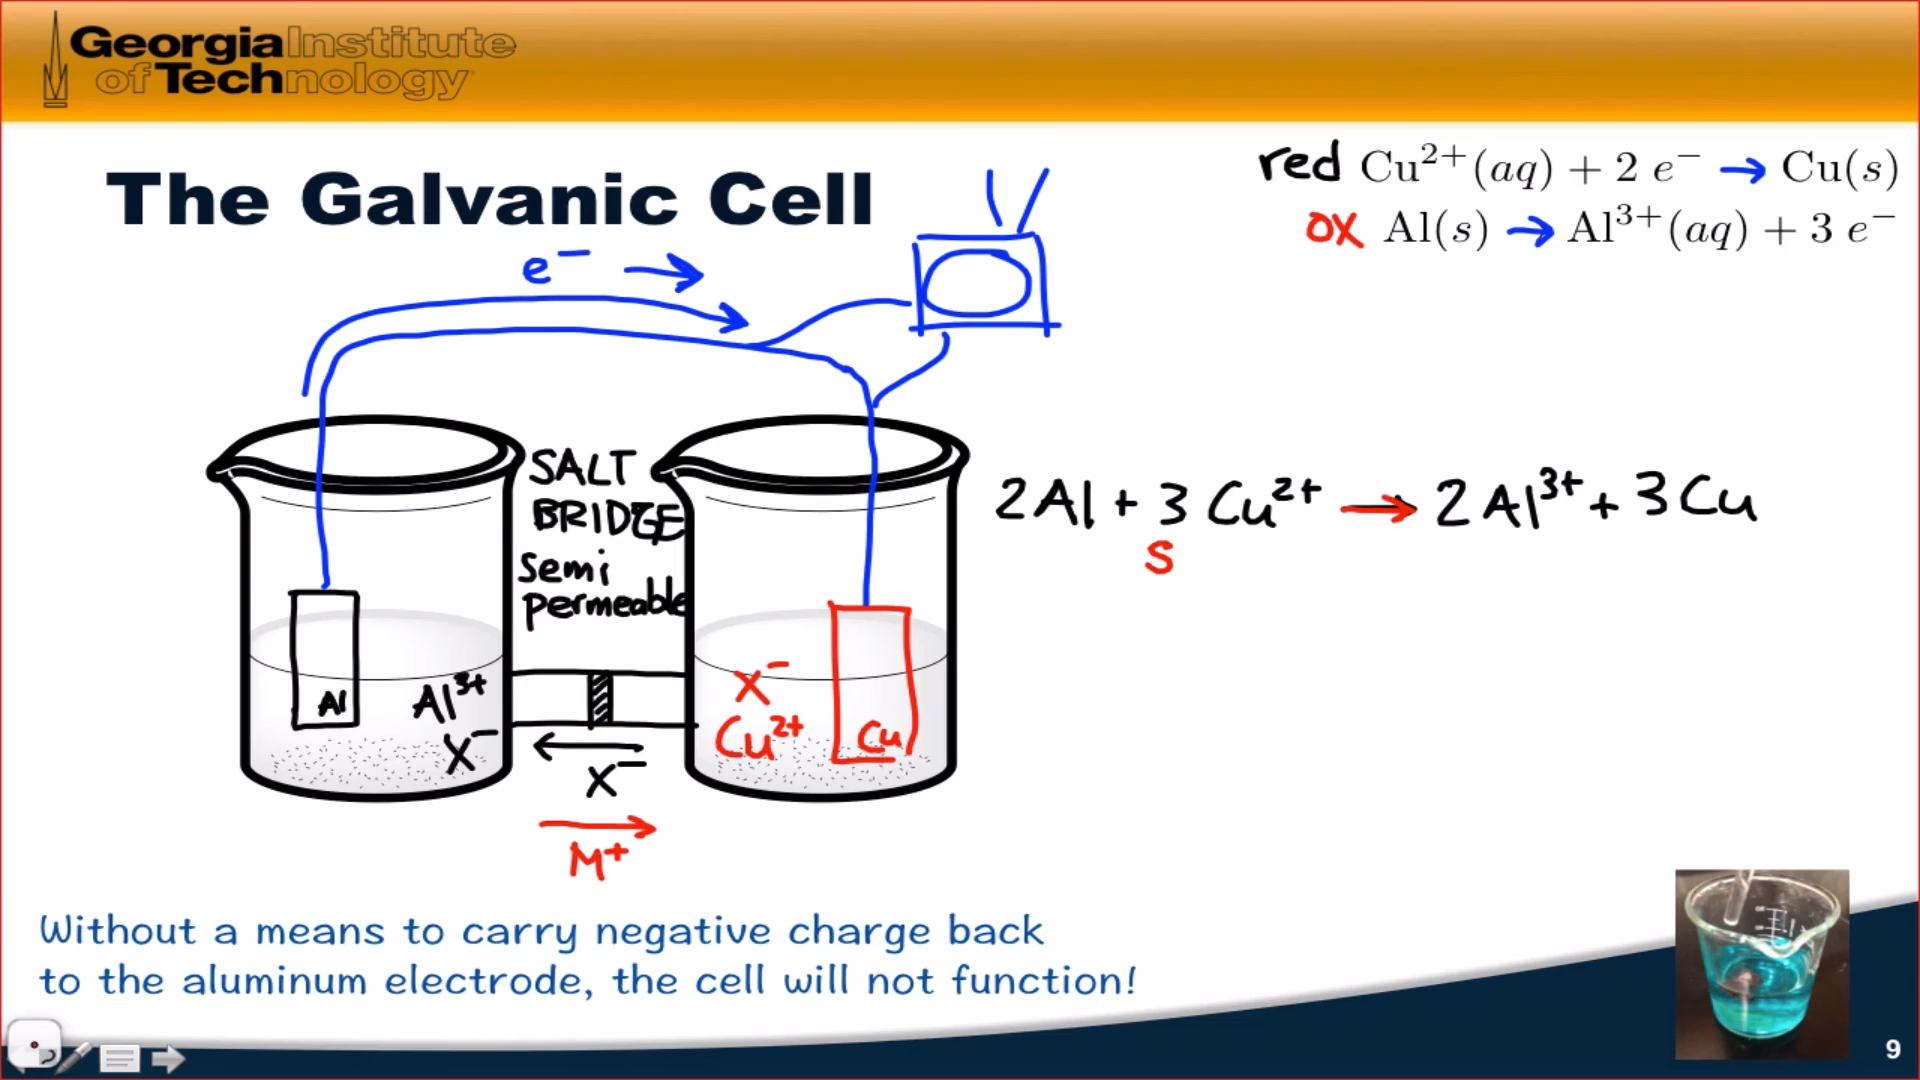 Georgia Institute
of Technology
The Galvanic Cell
red Cu²⁺(aq) + 2 e⁻ → Cu(s)
ox Al(s) → Al³⁺(aq) + 3 e⁻
e⁻ →
SALT
BRIDGE
semi
permeable
2Al + 3Cu²⁺ → 2Al³⁺ + 3Cu
s
Al
Al³⁺
X⁻
X⁻
Cu²⁺
Cu
X⁻
M⁺
Without a means to carry negative charge back
to the aluminum electrode, the cell will not function!
9